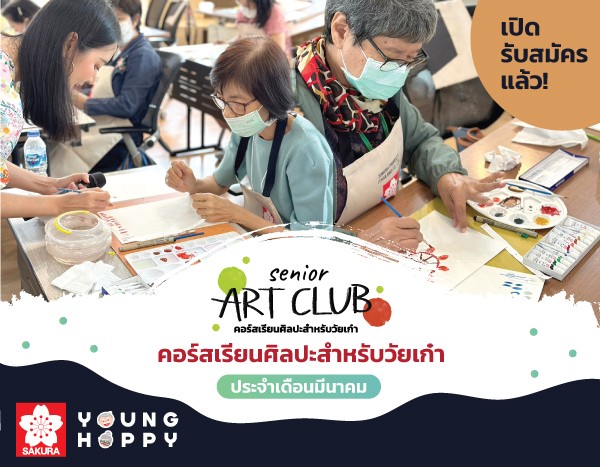 เปิด
รับสมัคร
แล้ว!
senior
ART CLUB
คอร์สเรียนศิลปะสำหรับวัยเก๋า
คอร์สเรียนศิลปะสำหรับวัยเก๋า
ประจำเดือนมีนาคม
SAKURA
YOUNG
HAPPY